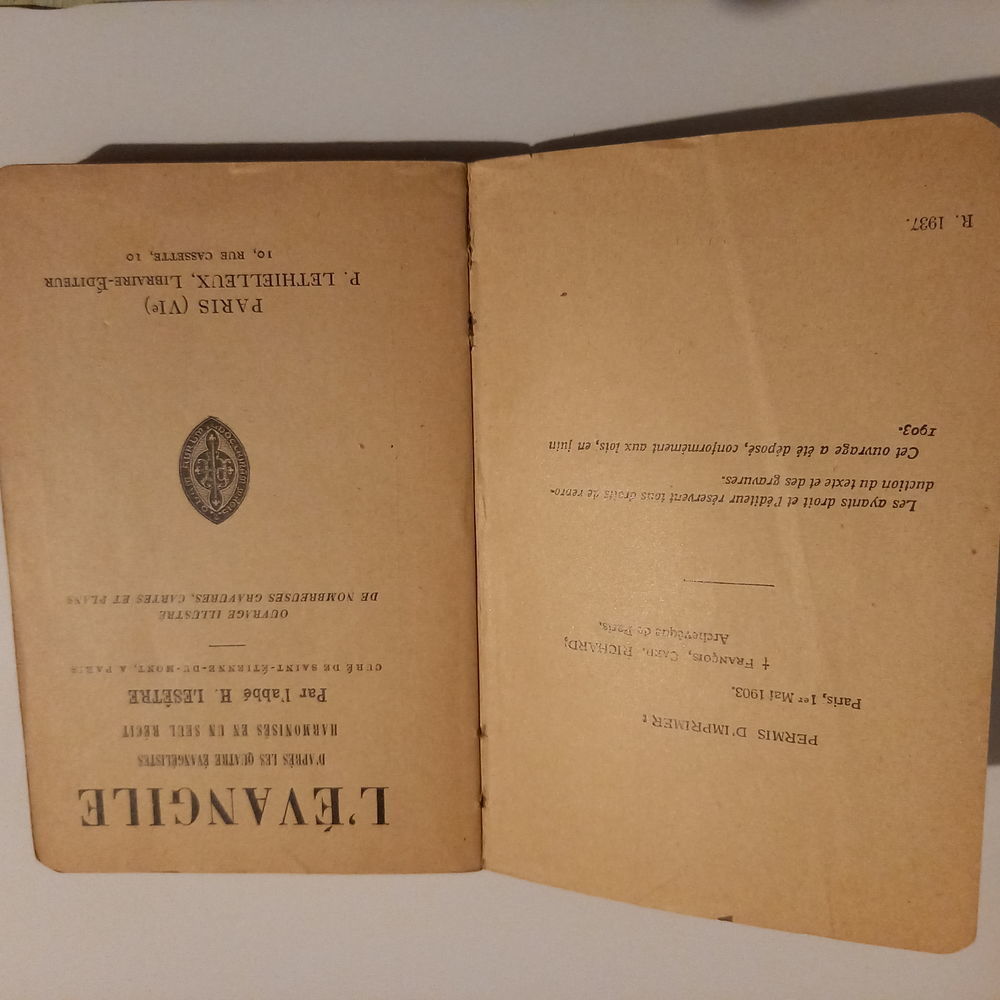 PERMIS D'IMPRIMER :
Paris, 1er Mai 1903.
† François, Card. RICHARD,
Archevêque de Paris,
Les ayants droit et l'éditeur réservent tous droits de repro-
duction du texte et des gravures.
Cet ouvrage a été déposé, conformément aux lois, en juin
1903.
R. 1937.
L'ÉVANGILE
D'APRÈS LES QUATRE ÉVANGÉLISTES
HARMONISÉS EN UN SEUL RÉCIT
Par l'abbé H. LESÊTRE
CURÉ DE SAINT-ÉTIENNE-DU-MONT, A PARIS
OUVRAGE ILLUSTRÉ
DE NOMBREUSES GRAVURES, CARTES ET PLANS
PARIS (VIe)
P. LETHIELLEUX, Libraire-Éditeur
10, RUE CASSETTE, 10